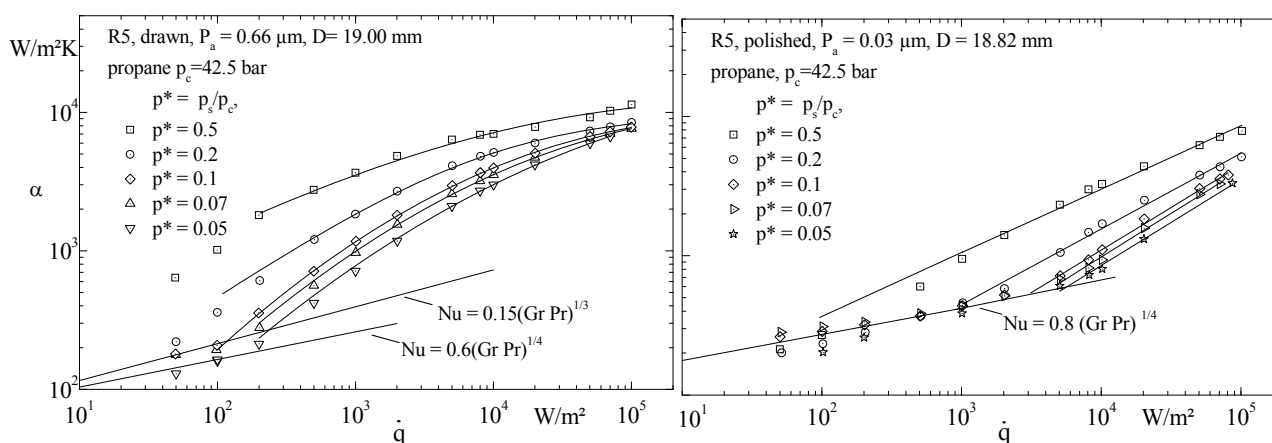 R5, drawn, Pₐ = 0.66 µm, D= 19.00 mm
propane p_c=42.5 bar
p* = p_s/p_c,
p* = 0.5
p* = 0.2
p* = 0.1
p* = 0.07
p* = 0.05
W/m²K
10⁴
α
10³
10²
Nu = 0.15(Gr Pr)^1/3
Nu = 0.6(Gr Pr)^1/4
10¹ 10² 10³ 10⁴ W/m² 10⁵
q̇
R5, polished, Pₐ = 0.03 µm, D = 18.82 mm
propane, p_c=42.5 bar
p* = p_s/p_c,
p* = 0.5
p* = 0.2
p* = 0.1
p* = 0.07
p* = 0.05
Nu = 0.8 (Gr Pr)^1/4
10¹ 10² 10³ 10⁴ W/m² 10⁵
q̇